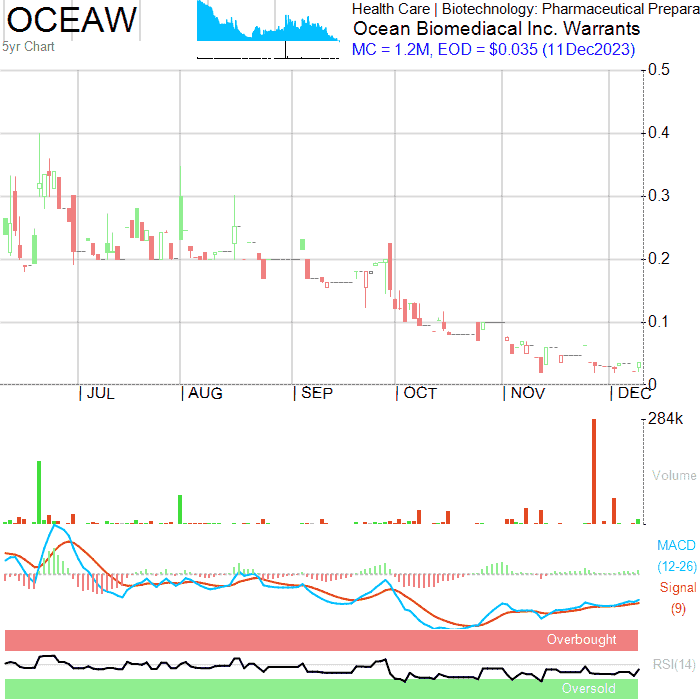 OCEAW
5yr Chart
Health Care | Biotechnology: Pharmaceutical Prepara
Ocean Biomediacal Inc. Warrants
MC = 1.2M, EOD = $0.035 (11Dec2023)
0.5
0.4
0.3
0.2
0.1
0
| JUL | AUG | SEP | OCT | NOV | DEC
284k
Volume
MACD
(12-26)
Signal
(9)
Overbought
RSI(14)
Oversold